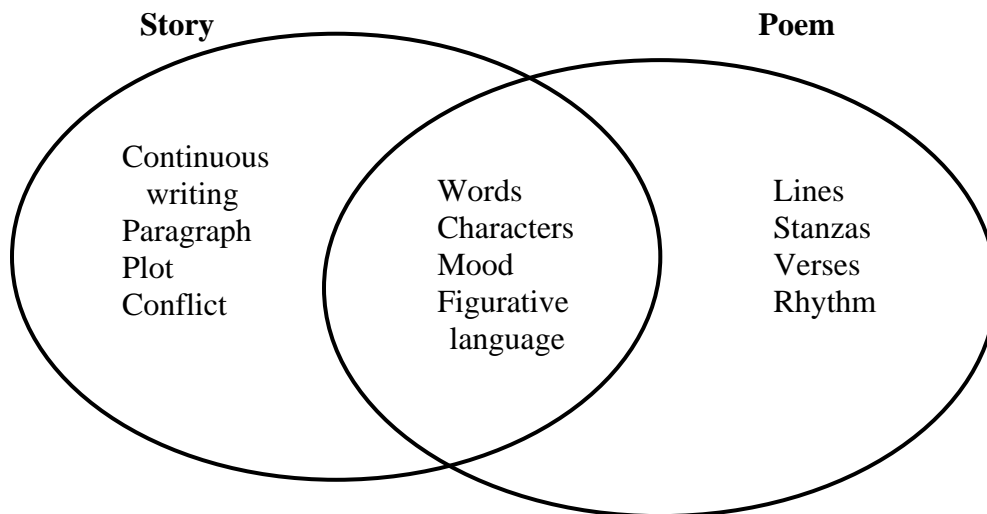 Story
Poem
Continuous
writing
Paragraph
Plot
Conflict
Words
Characters
Mood
Figurative
language
Lines
Stanzas
Verses
Rhythm